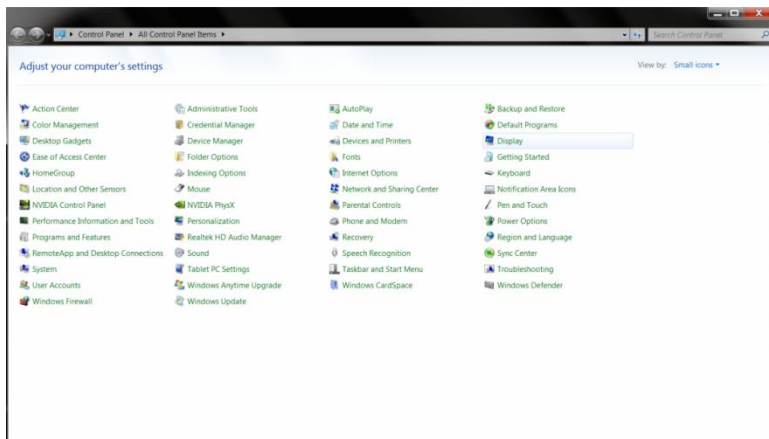 Control Panel All Control Panel Items Search Control Panel
Adjust your computer's settings View by: Small icons
Action Center Administrative Tools AutoPlay Backup and Restore
Color Management Credential Manager Date and Time Default Programs
Desktop Gadgets Device Manager Devices and Printers Display
Ease of Access Center Folder Options Fonts Getting Started
HomeGroup Indexing Options Internet Options Keyboard
Location and Other Sensors Mouse Network and Sharing Center Notification Area Icons
NVIDIA Control Panel NVIDIA PhysX Parental Controls Pen and Touch
Performance Information and Tools Personalization Phone and Modem Power Options
Programs and Features Realtek HD Audio Manager Recovery Region and Language
RemoteApp and Desktop Connections Sound Speech Recognition Sync Center
System Tablet PC Settings Taskbar and Start Menu Troubleshooting
User Accounts Windows Anytime Upgrade Windows CardSpace Windows Defender
Windows Firewall Windows Update